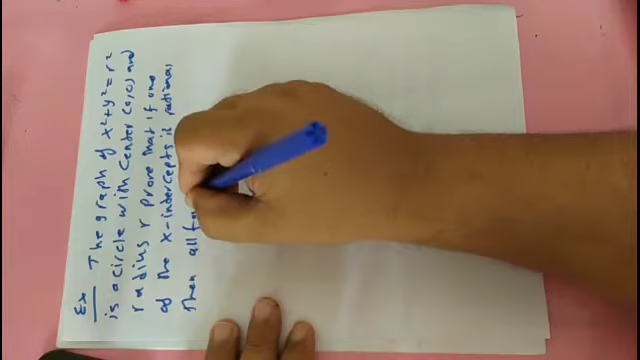 Ex The graph of x²+y²=r²
is a circle with center (0,0) and
radius r prove that if one
of the x-intercepts is rational
then all fo